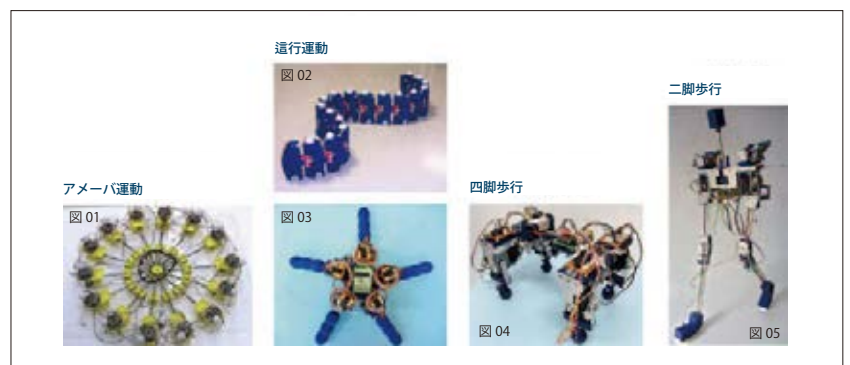 這行運動
図 02
二脚歩行
アメーバ運動
図 01
図 03
四脚歩行
図 04
図 05